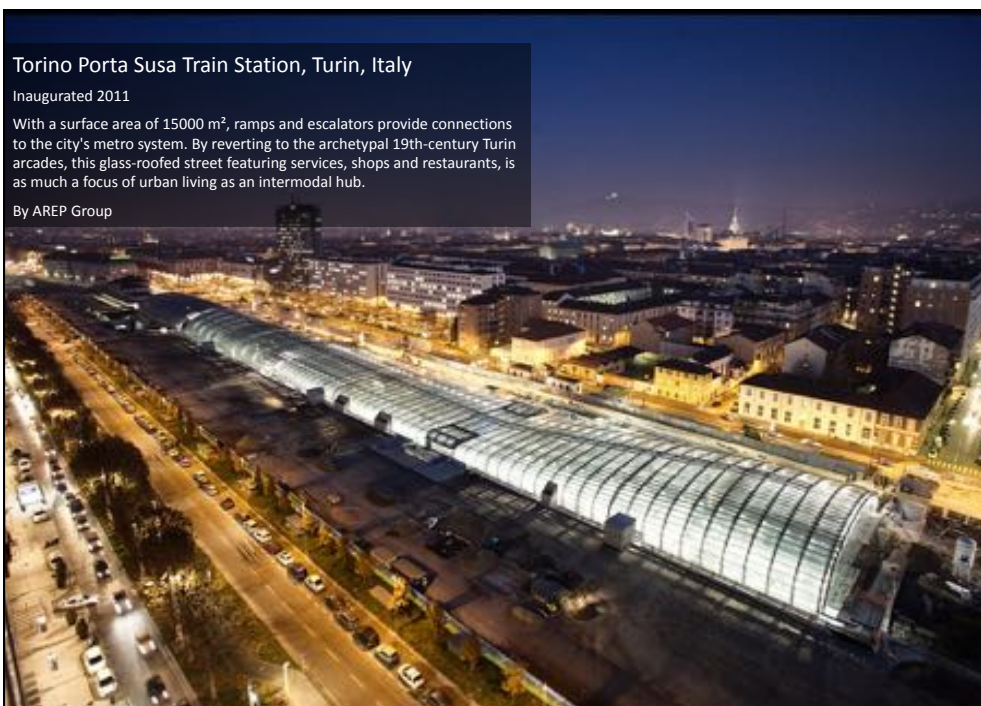 Torino Porta Susa Train Station, Turin, Italy
Inaugurated 2011
With a surface area of 15000 m², ramps and escalators provide connections
to the city's metro system. By reverting to the archetypal 19th-century Turin
arcades, this glass-roofed street featuring services, shops and restaurants, is
as much a focus of urban living as an intermodal hub.
By AREP Group